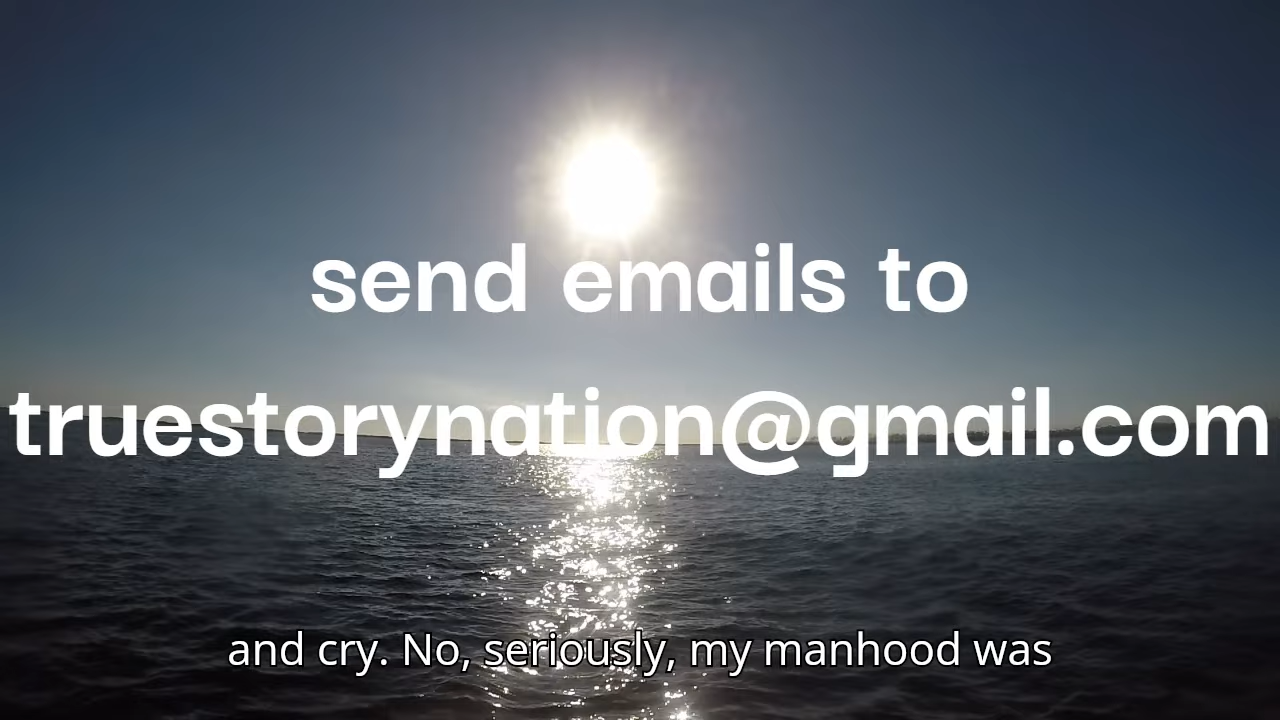 send emails to
truestorynation@gmail.com
and cry. No, seriously, my manhood was